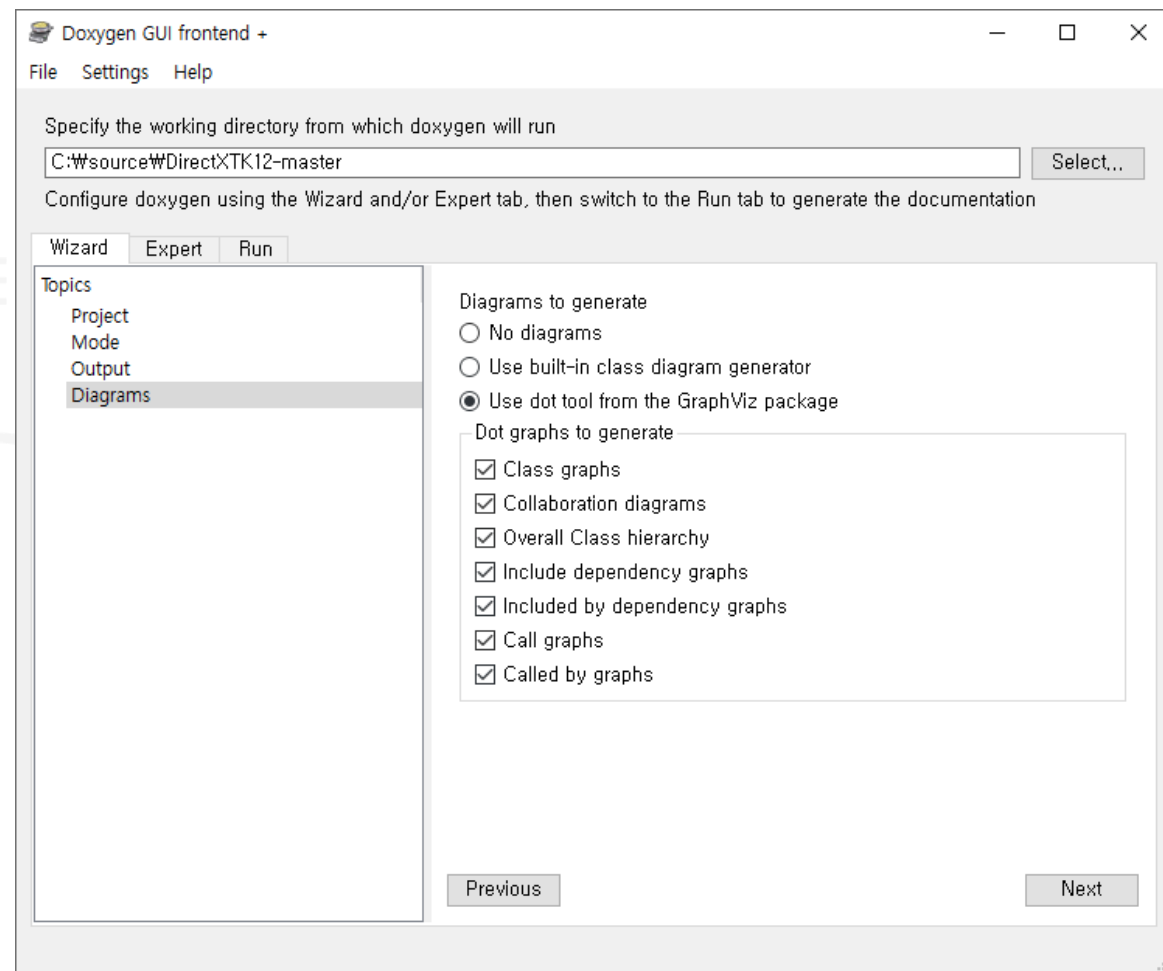 Doxygen GUI frontend +
File Settings Help
Specify the working directory from which doxygen will run
C:₩source₩DirectXTK12-master
Select...
Configure doxygen using the Wizard and/or Expert tab, then switch to the Run tab to generate the documentation
Wizard Expert Run
Topics
Project
Mode
Output
Diagrams
Diagrams to generate
No diagrams
Use built-in class diagram generator
Use dot tool from the GraphViz package
Dot graphs to generate
Class graphs
Collaboration diagrams
Overall Class hierarchy
Include dependency graphs
Included by dependency graphs
Call graphs
Called by graphs
Previous
Next